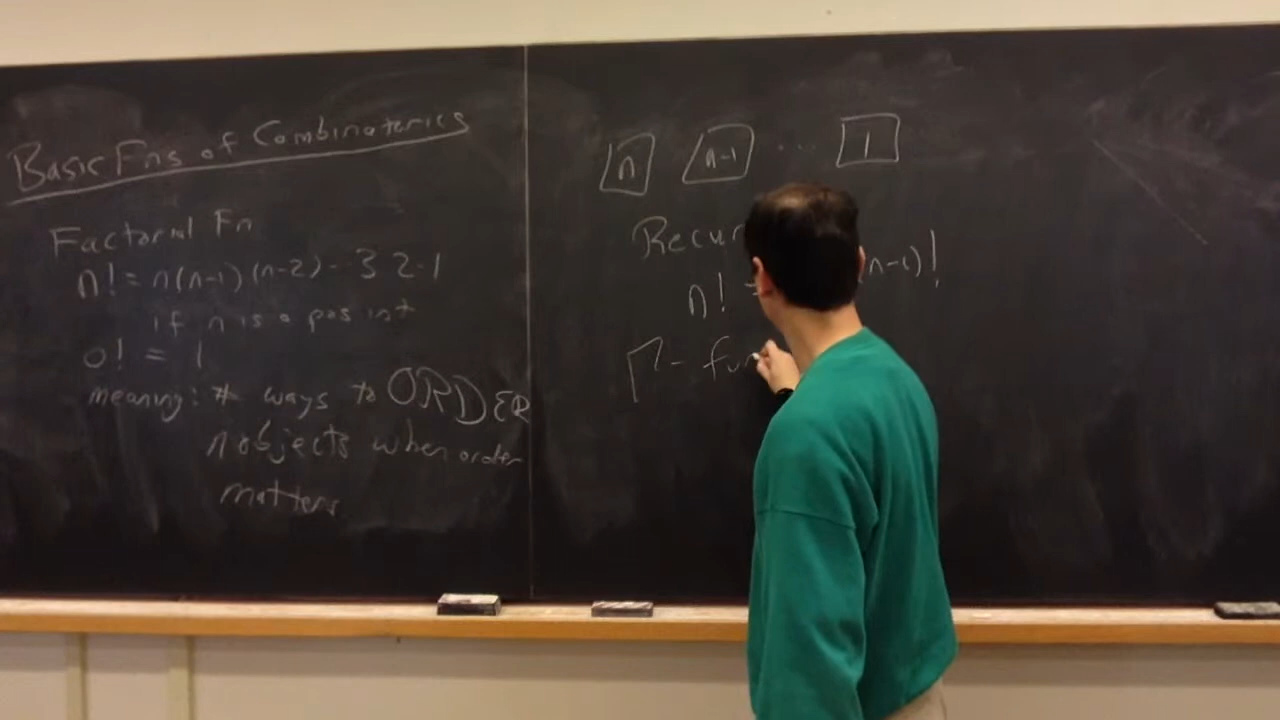 Basic Fns of Combinatorics
Factorial Fn
n! = n(n-1)(n-2) - 3 2·1
if n is a pos int
0! = 1
meaning: # ways to ORDER
n objects when order
matters
n n-1 ... 1
Recur
n! = (n-1)!
Γ - fun